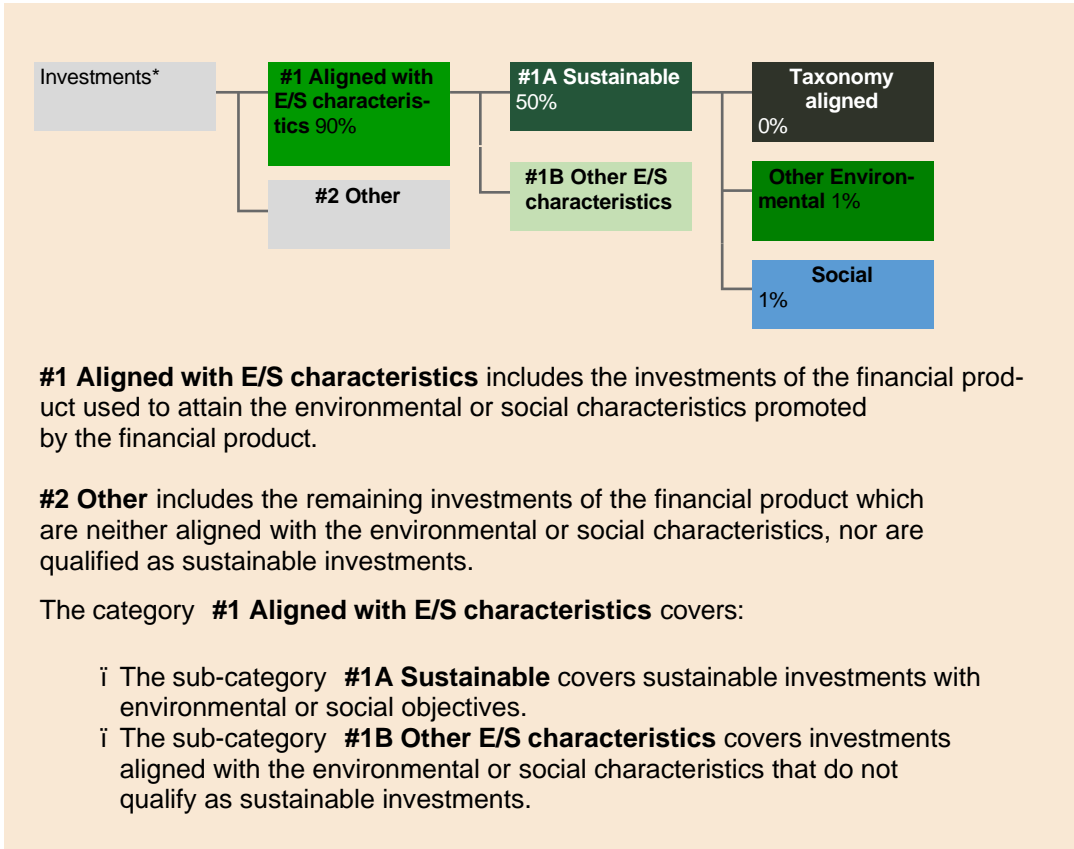 Investments*
#1 Aligned with
E/S characteris-
tics 90%
#2 Other
#1A Sustainable
50%
#1B Other E/S
characteristics
Taxonomy
aligned
0%
Other Environ-
mental 1%
Social
1%
#1 Aligned with E/S characteristics includes the investments of the financial prod-
uct used to attain the environmental or social characteristics promoted
by the financial product.
#2 Other includes the remaining investments of the financial product which
are neither aligned with the environmental or social characteristics, nor are
qualified as sustainable investments.
The category #1 Aligned with E/S characteristics covers:
ï The sub-category #1A Sustainable covers sustainable investments with
environmental or social objectives.
ï The sub-category #1B Other E/S characteristics covers investments
aligned with the environmental or social characteristics that do not
qualify as sustainable investments.